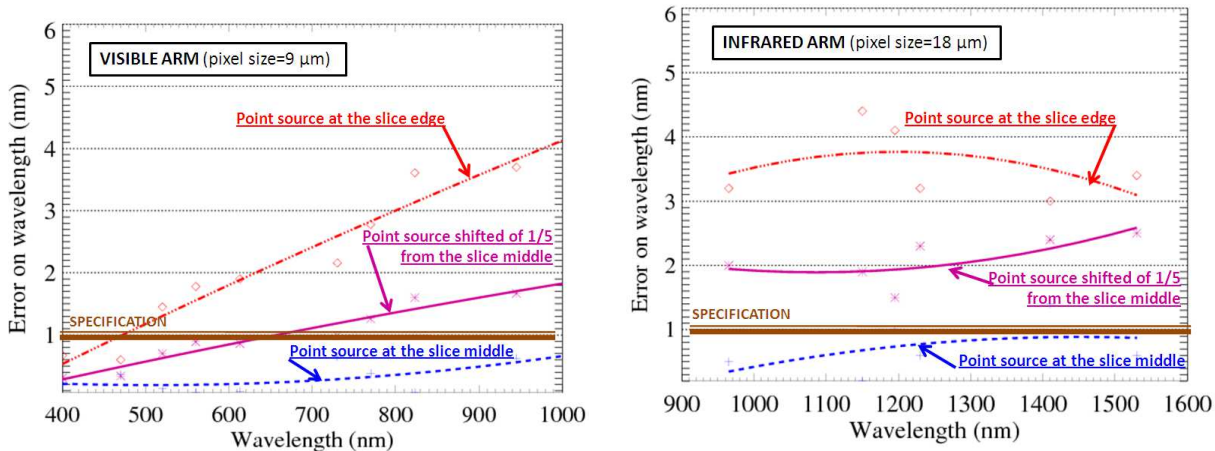 VISIBLE ARM (pixel size=9 µm)
Point source at the slice edge
Point source shifted of 1/5
from the slice middle
SPECIFICATION
Point source at the slice middle
Error on wavelength (nm)
6
5
4
3
2
1
400
500
600
700
800
900
1000
Wavelength (nm)
INFRARED ARM (pixel size=18 µm)
Point source at the slice edge
Point source shifted of 1/5
from the slice middle
SPECIFICATION
Point source at the slice middle
Error on wavelength (nm)
6
5
4
3
2
1
900
1000
1100
1200
1300
1400
1500
1600
Wavelength (nm)